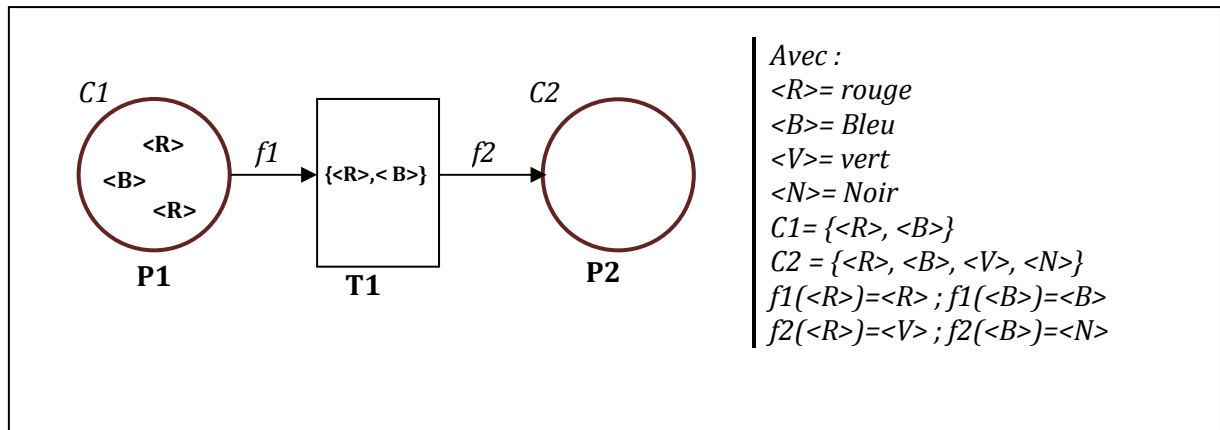 C1
<R>
<B>
<R>
P1
f1
{<R>,< B>}
T1
f2
C2
P2
Avec :
<R>= rouge
<B>= Bleu
<V>= vert
<N>= Noir
C1= {<R>, <B>}
C2 = {<R>, <B>, <V>, <N>}
f1(<R>)=<R> ; f1(<B>)=<B>
f2(<R>)=<V> ; f2(<B>)=<N>